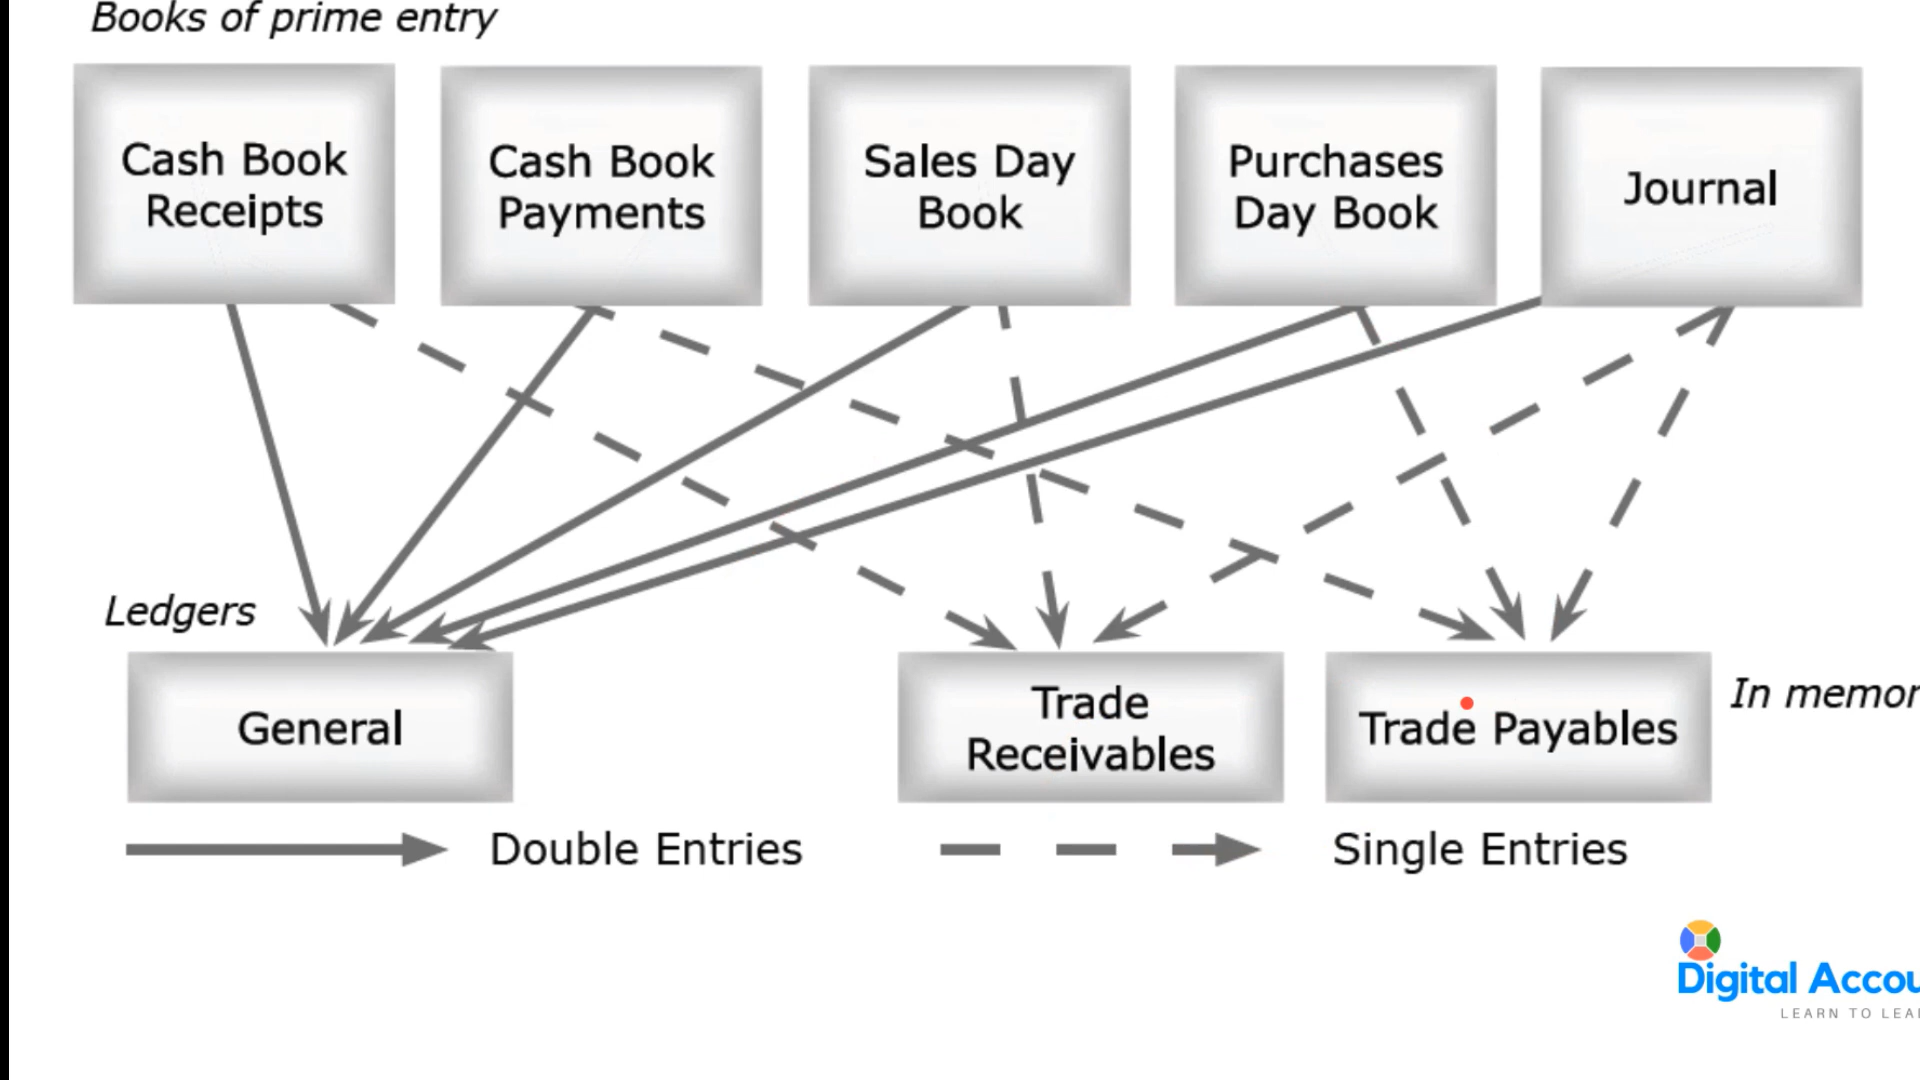 Books of prime entry
Cash Book
Receipts
Cash Book
Payments
Sales Day
Book
Purchases
Day Book
Journal
Ledgers
General
Trade
Receivables
Trade Payables
In memor
Double Entries
Single Entries
Digital Accou
LEARN TO LEA